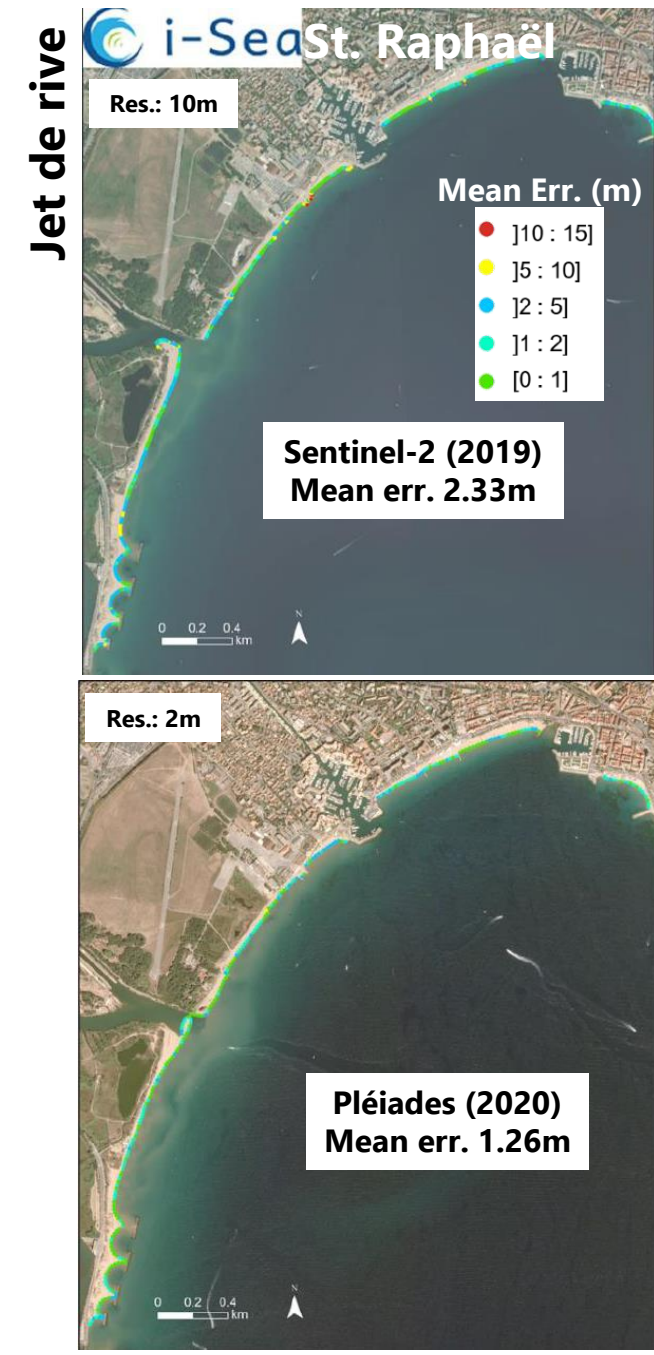 Jet de rive
i-Sea
St. Raphaël
Res.: 10m
Mean Err. (m)
]10 : 15]
]5 : 10]
]2 : 5]
]1 : 2]
[0 : 1]
Sentinel-2 (2019)
Mean err. 2.33m
0 0.2 0.4
km
N
Res.: 2m
Pléiades (2020)
Mean err. 1.26m
0 0.2 0.4
km
N